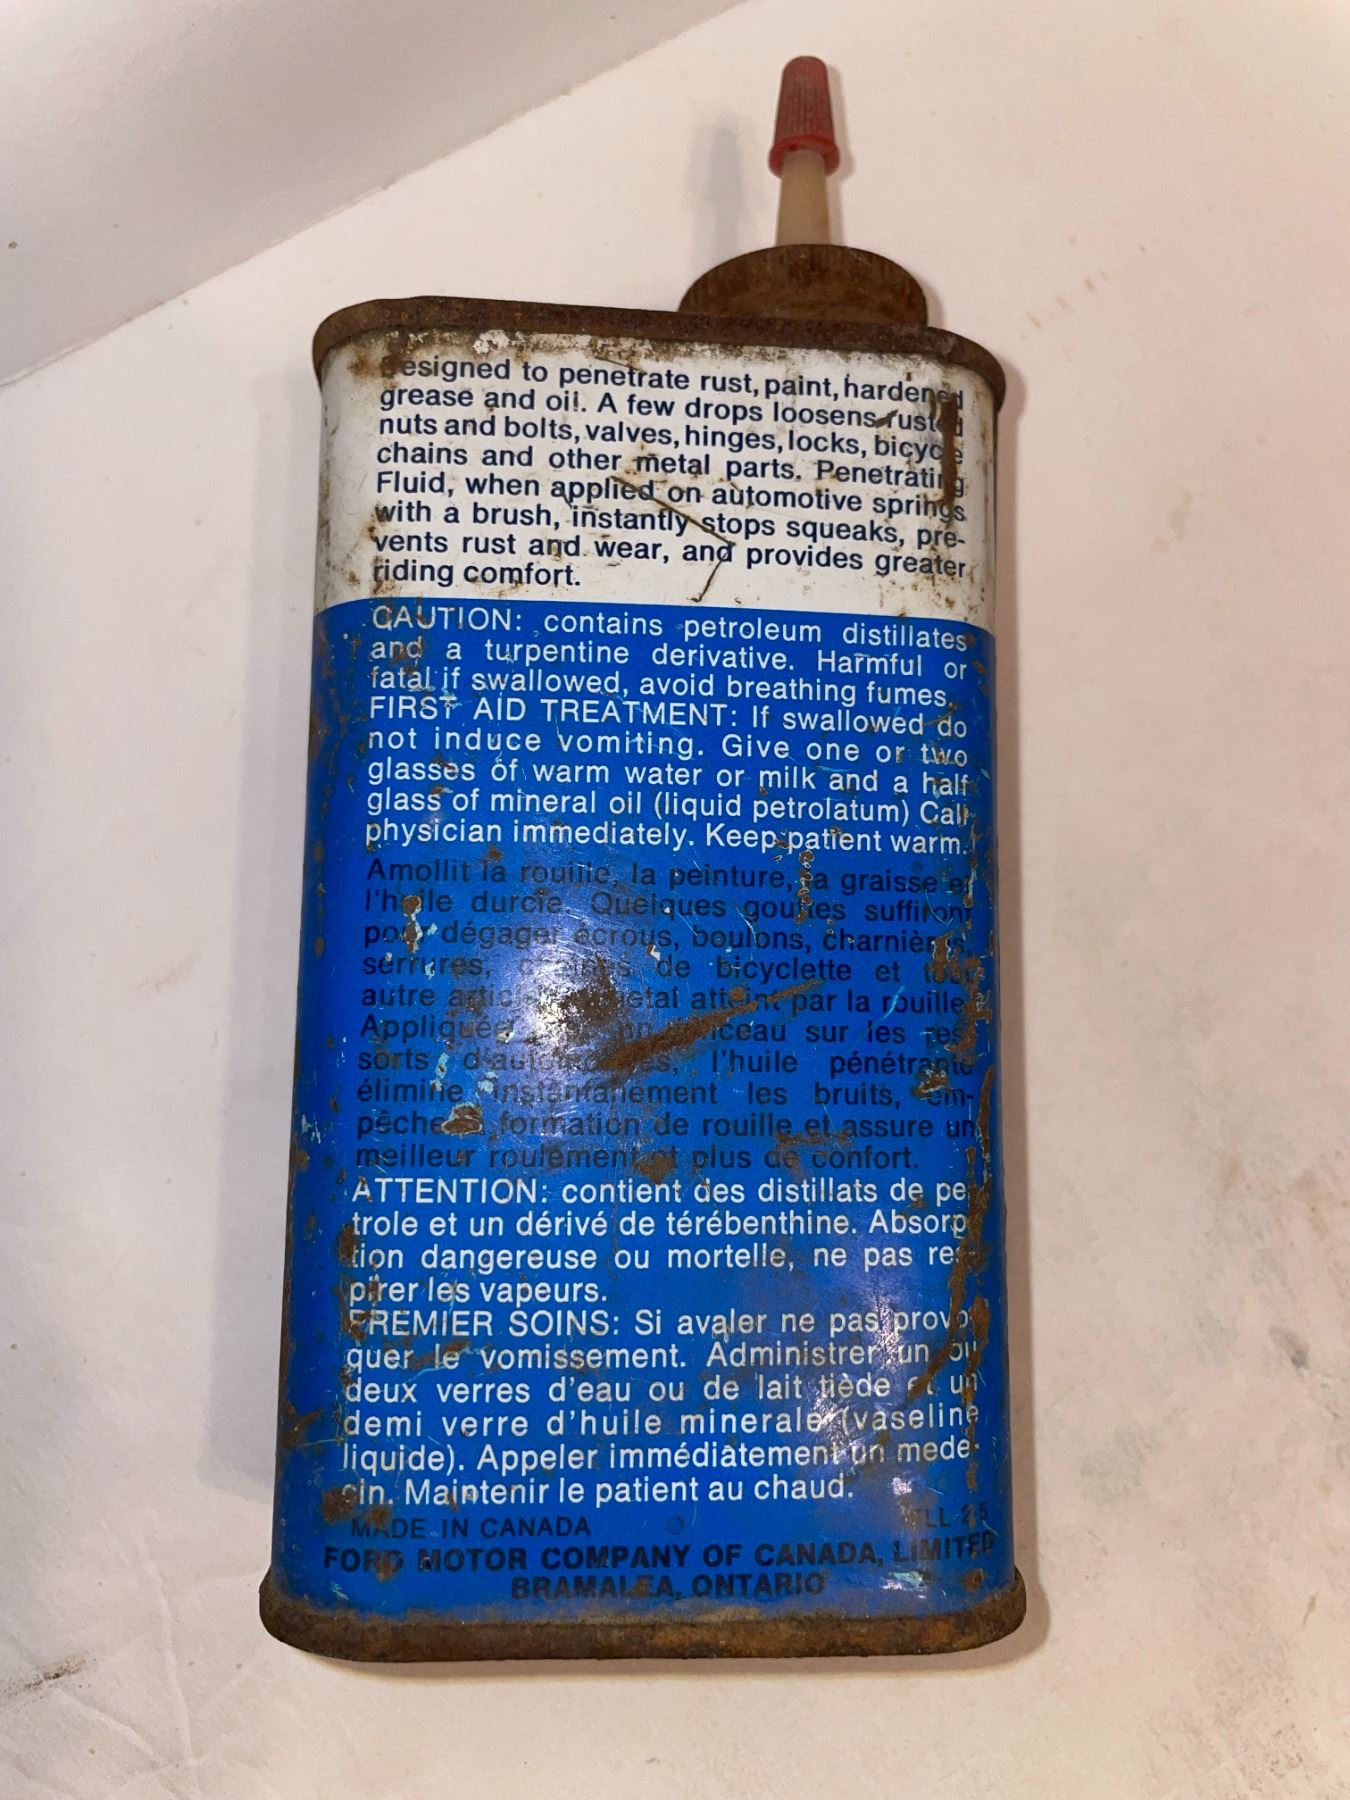 Designed to penetrate rust, paint, hardened
grease and oil. A few drops loosens rusted
nuts and bolts, valves, hinges, locks, bicycle
chains and other metal parts. Penetrating
Fluid, when applied on automotive springs
with a brush, instantly stops squeaks, pre-
vents rust and wear, and provides greater
riding comfort.
CAUTION: contains petroleum distillates
and a turpentine derivative. Harmful or
fatal if swallowed, avoid breathing fumes.
FIRST AID TREATMENT: If swallowed do
not induce vomiting. Give one or two
glasses of warm water or milk and a half
glass of mineral oil (liquid petrolatum) Call
physician immediately. Keep patient warm.
Amollit la rouille, la peinture, la graisse et
l'huile durcie. Quelques gouttes suffiront
pour dégager écrous, boulons, charnières,
serrures, de bicyclette et tout
autre métal atteint par la rouille
Appliquée pinceau sur les res-
sorts d'automobiles, l'huile pénétrante
élimine instantanément les bruits, em-
pêche la formation de rouille et assure un
meilleur roulement et plus de confort.
ATTENTION: contient des distillats de pe
trole et un dérivé de térébenthine. Absorp
tion dangereuse ou mortelle, ne pas res-
pirer les vapeurs.
PREMIER SOINS: Si avaler ne pas provo
quer le vomissement. Administrer un ou
deux verres d'eau ou de lait tiède et un
demi verre d'huile minerale (vaseline
liquide). Appeler immédiatement un mede-
cin. Maintenir le patient au chaud.
MADE IN CANADA
FORD MOTOR COMPANY OF CANADA, LIMITED
BRAMALEA, ONTARIO